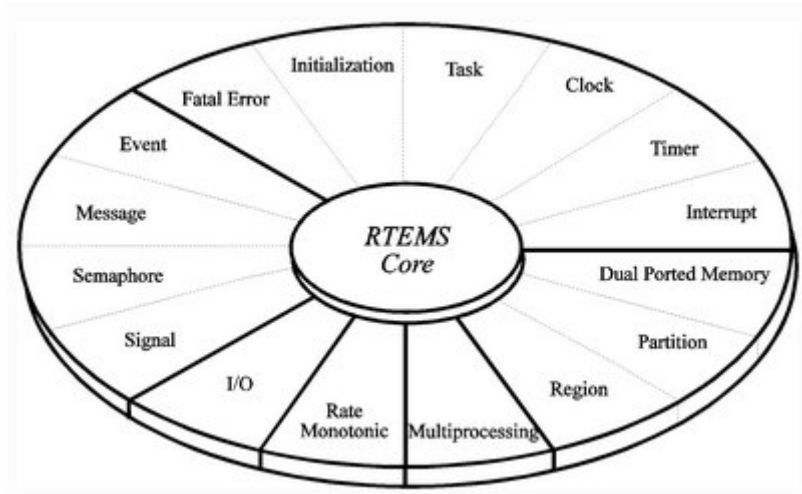 Initialization
Task
Clock
Fatal Error
Timer
Event
Interrupt
Message
RTEMS
Core
Semaphore
Dual Ported Memory
Signal
Partition
I/O
Region
Rate
Monotonic
Multiprocessing